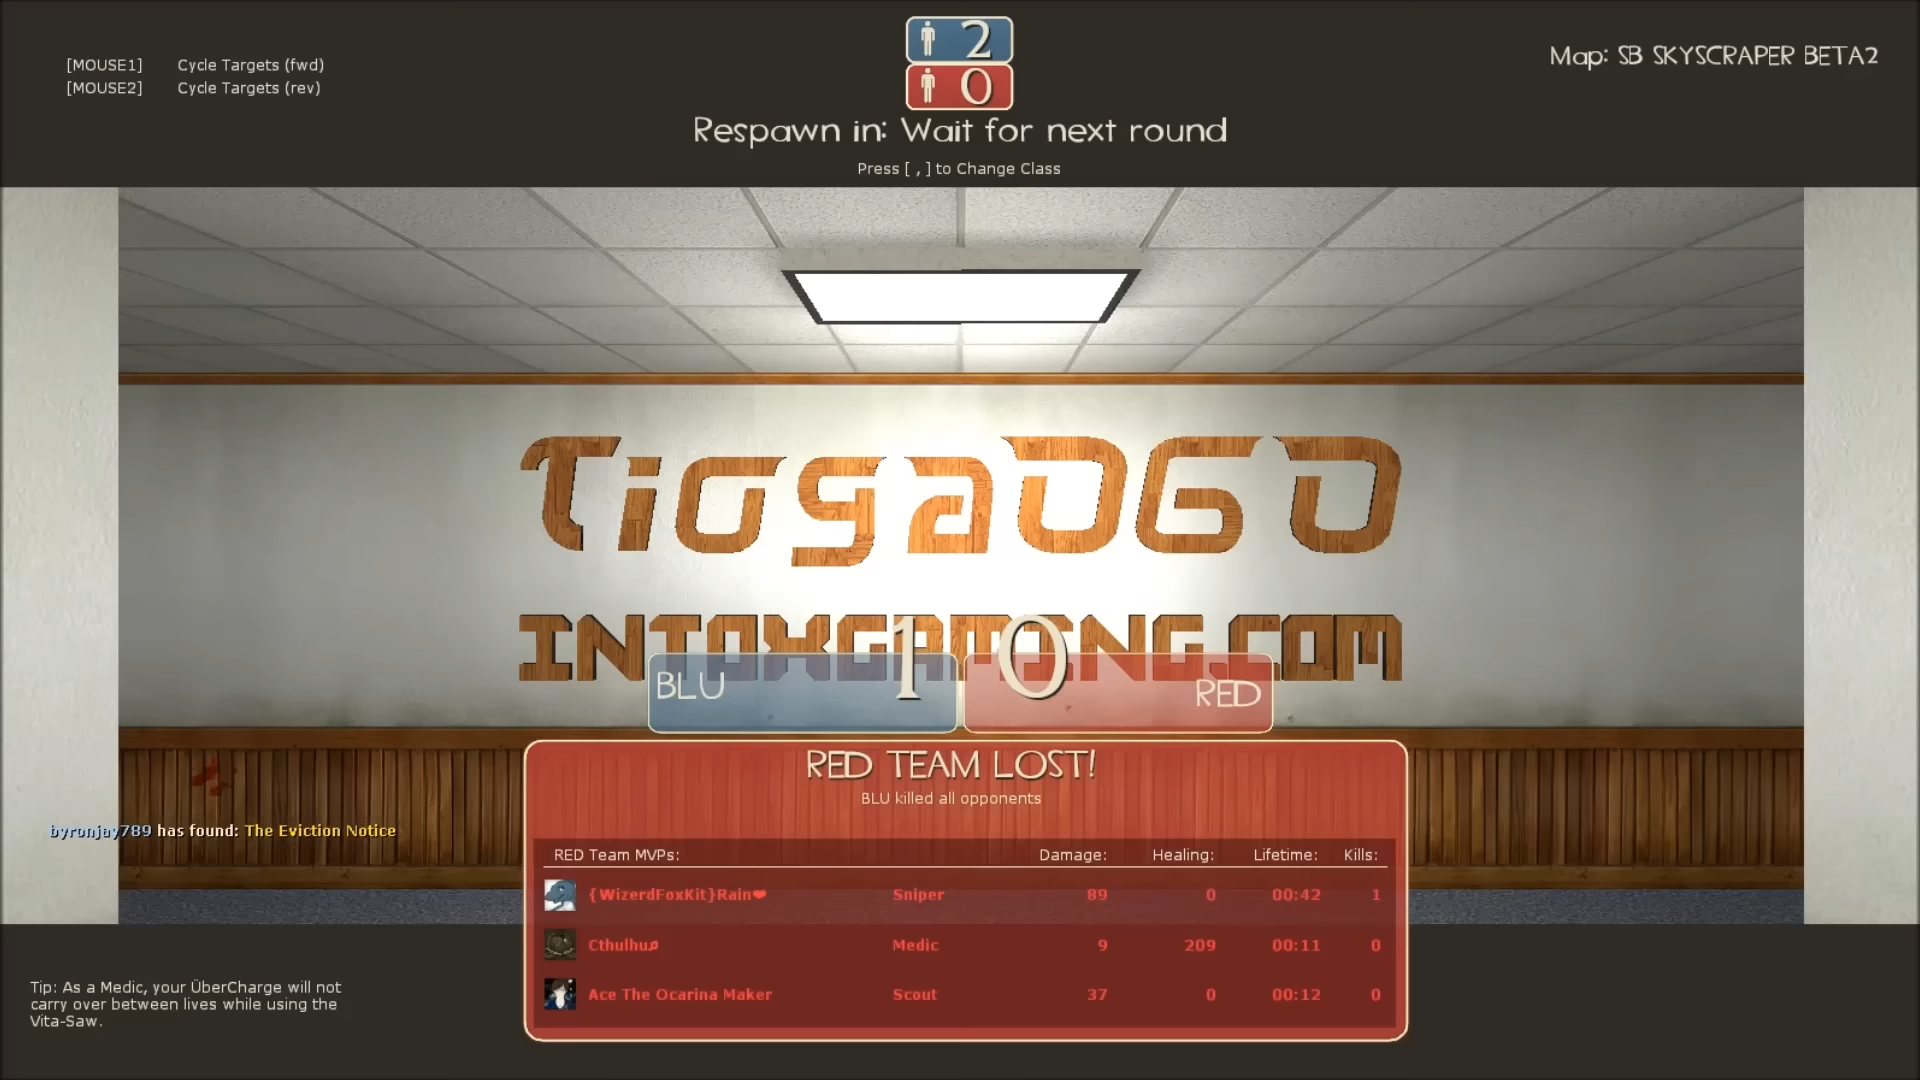 [MOUSE1] Cycle Targets (fwd)
[MOUSE2] Cycle Targets (rev)
2
0
Respawn in: Wait for next round
Press [ , ] to Change Class
Map: SB SKYSCRAPER BETA2
Tioga060
INTOXGAMING.COM
BLU 1 0 RED
RED TEAM LOST!
BLU killed all opponents
byronjay789 has found: The Eviction Notice
RED Team MVPs: Damage: Healing: Lifetime: Kills:
{WizerdFoxKit}Rain❤ Sniper 89 0 00:42 1
Cthulhu♫ Medic 9 209 00:11 0
Ace The Ocarina Maker Scout 37 0 00:12 0
Tip: As a Medic, your ÜberCharge will not
carry over between lives while using the
Vita-Saw.